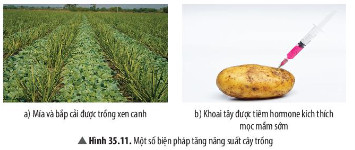 a) Mía và bắp cải được trồng xen canh
b) Khoai tây được tiêm hormone kích thích
mọc mầm sớm
▲ Hình 35.11. Một số biện pháp tăng năng suất cây trồng